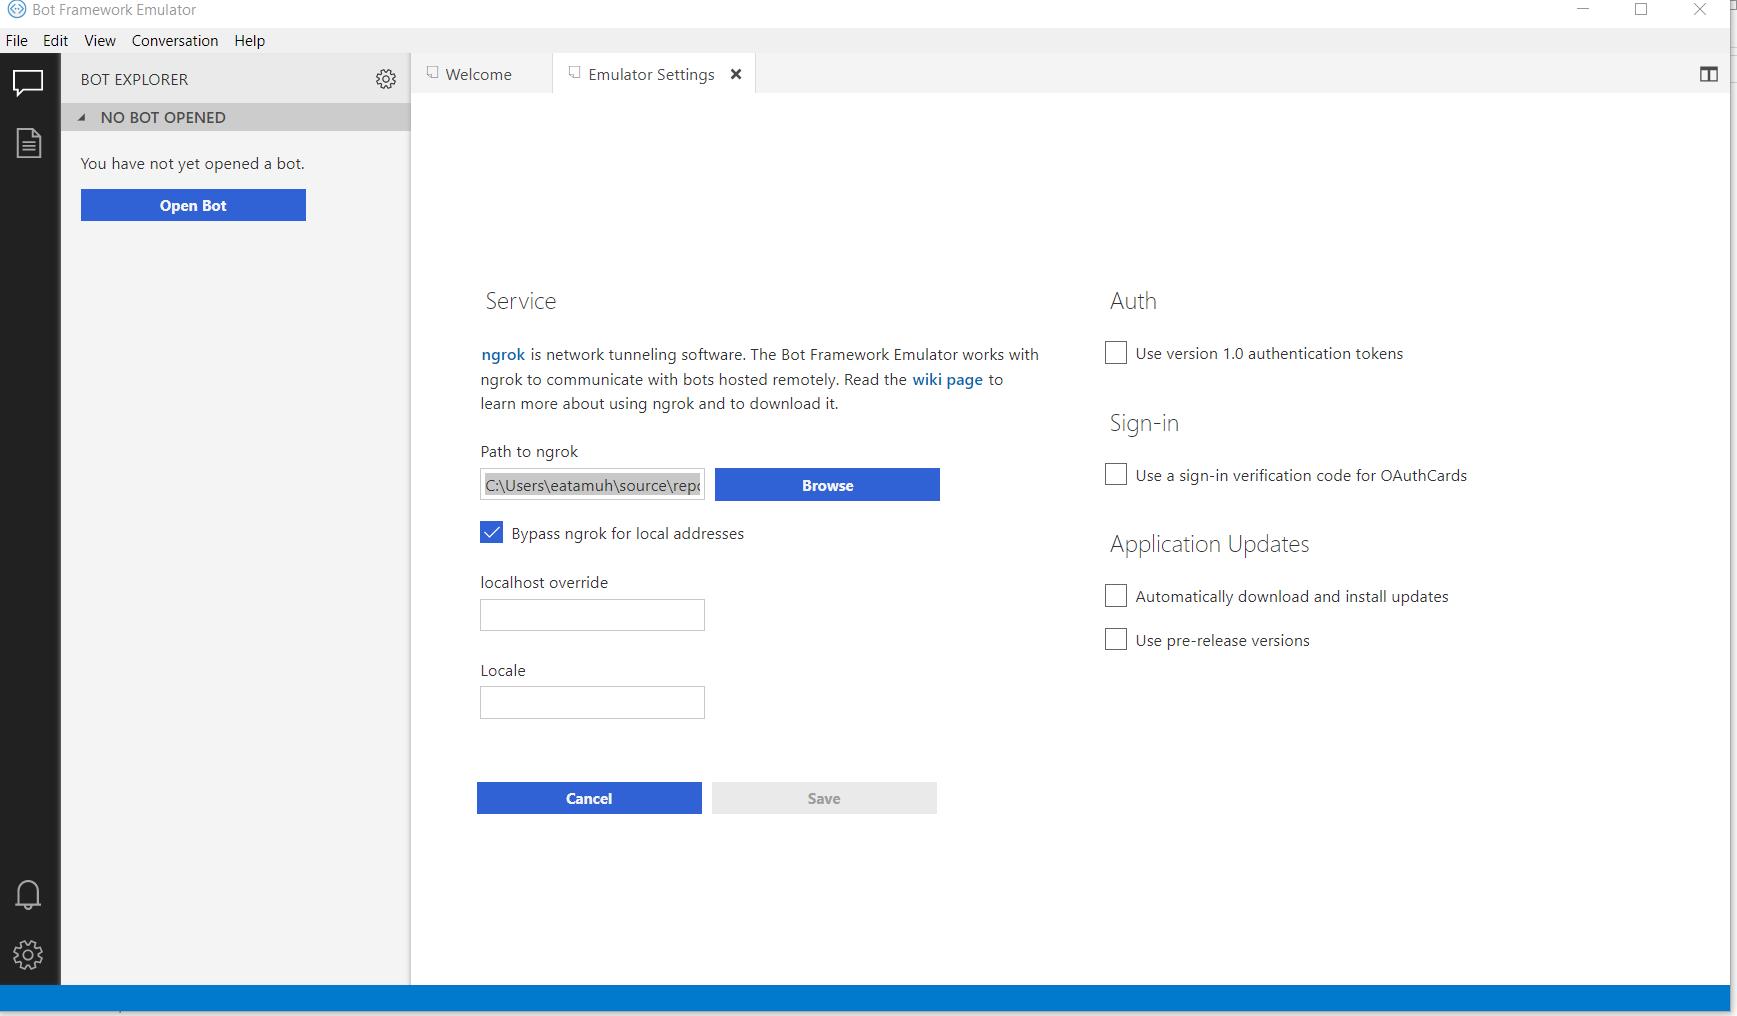 Bot Framework Emulator
File Edit View Conversation Help
BOT EXPLORER
NO BOT OPENED
You have not yet opened a bot.
Open Bot
Welcome
Emulator Settings
Service
ngrok is network tunneling software. The Bot Framework Emulator works with
ngrok to communicate with bots hosted remotely. Read the wiki page to
learn more about using ngrok and to download it.
Path to ngrok
C:\Users\eatamuh\source\repo
Browse
Bypass ngrok for local addresses
localhost override
Locale
Cancel
Save
Auth
Use version 1.0 authentication tokens
Sign-in
Use a sign-in verification code for OAuthCards
Application Updates
Automatically download and install updates
Use pre-release versions